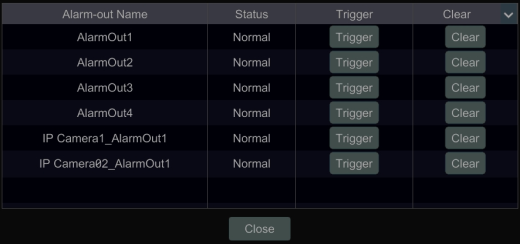 Alarm-out Name Status Trigger Clear
AlarmOut1 Normal Trigger Clear
AlarmOut2 Normal Trigger Clear
AlarmOut3 Normal Trigger Clear
AlarmOut4 Normal Trigger Clear
IP Camera1_AlarmOut1 Normal Trigger Clear
IP Camera02_AlarmOut1 Normal Trigger Clear
Close